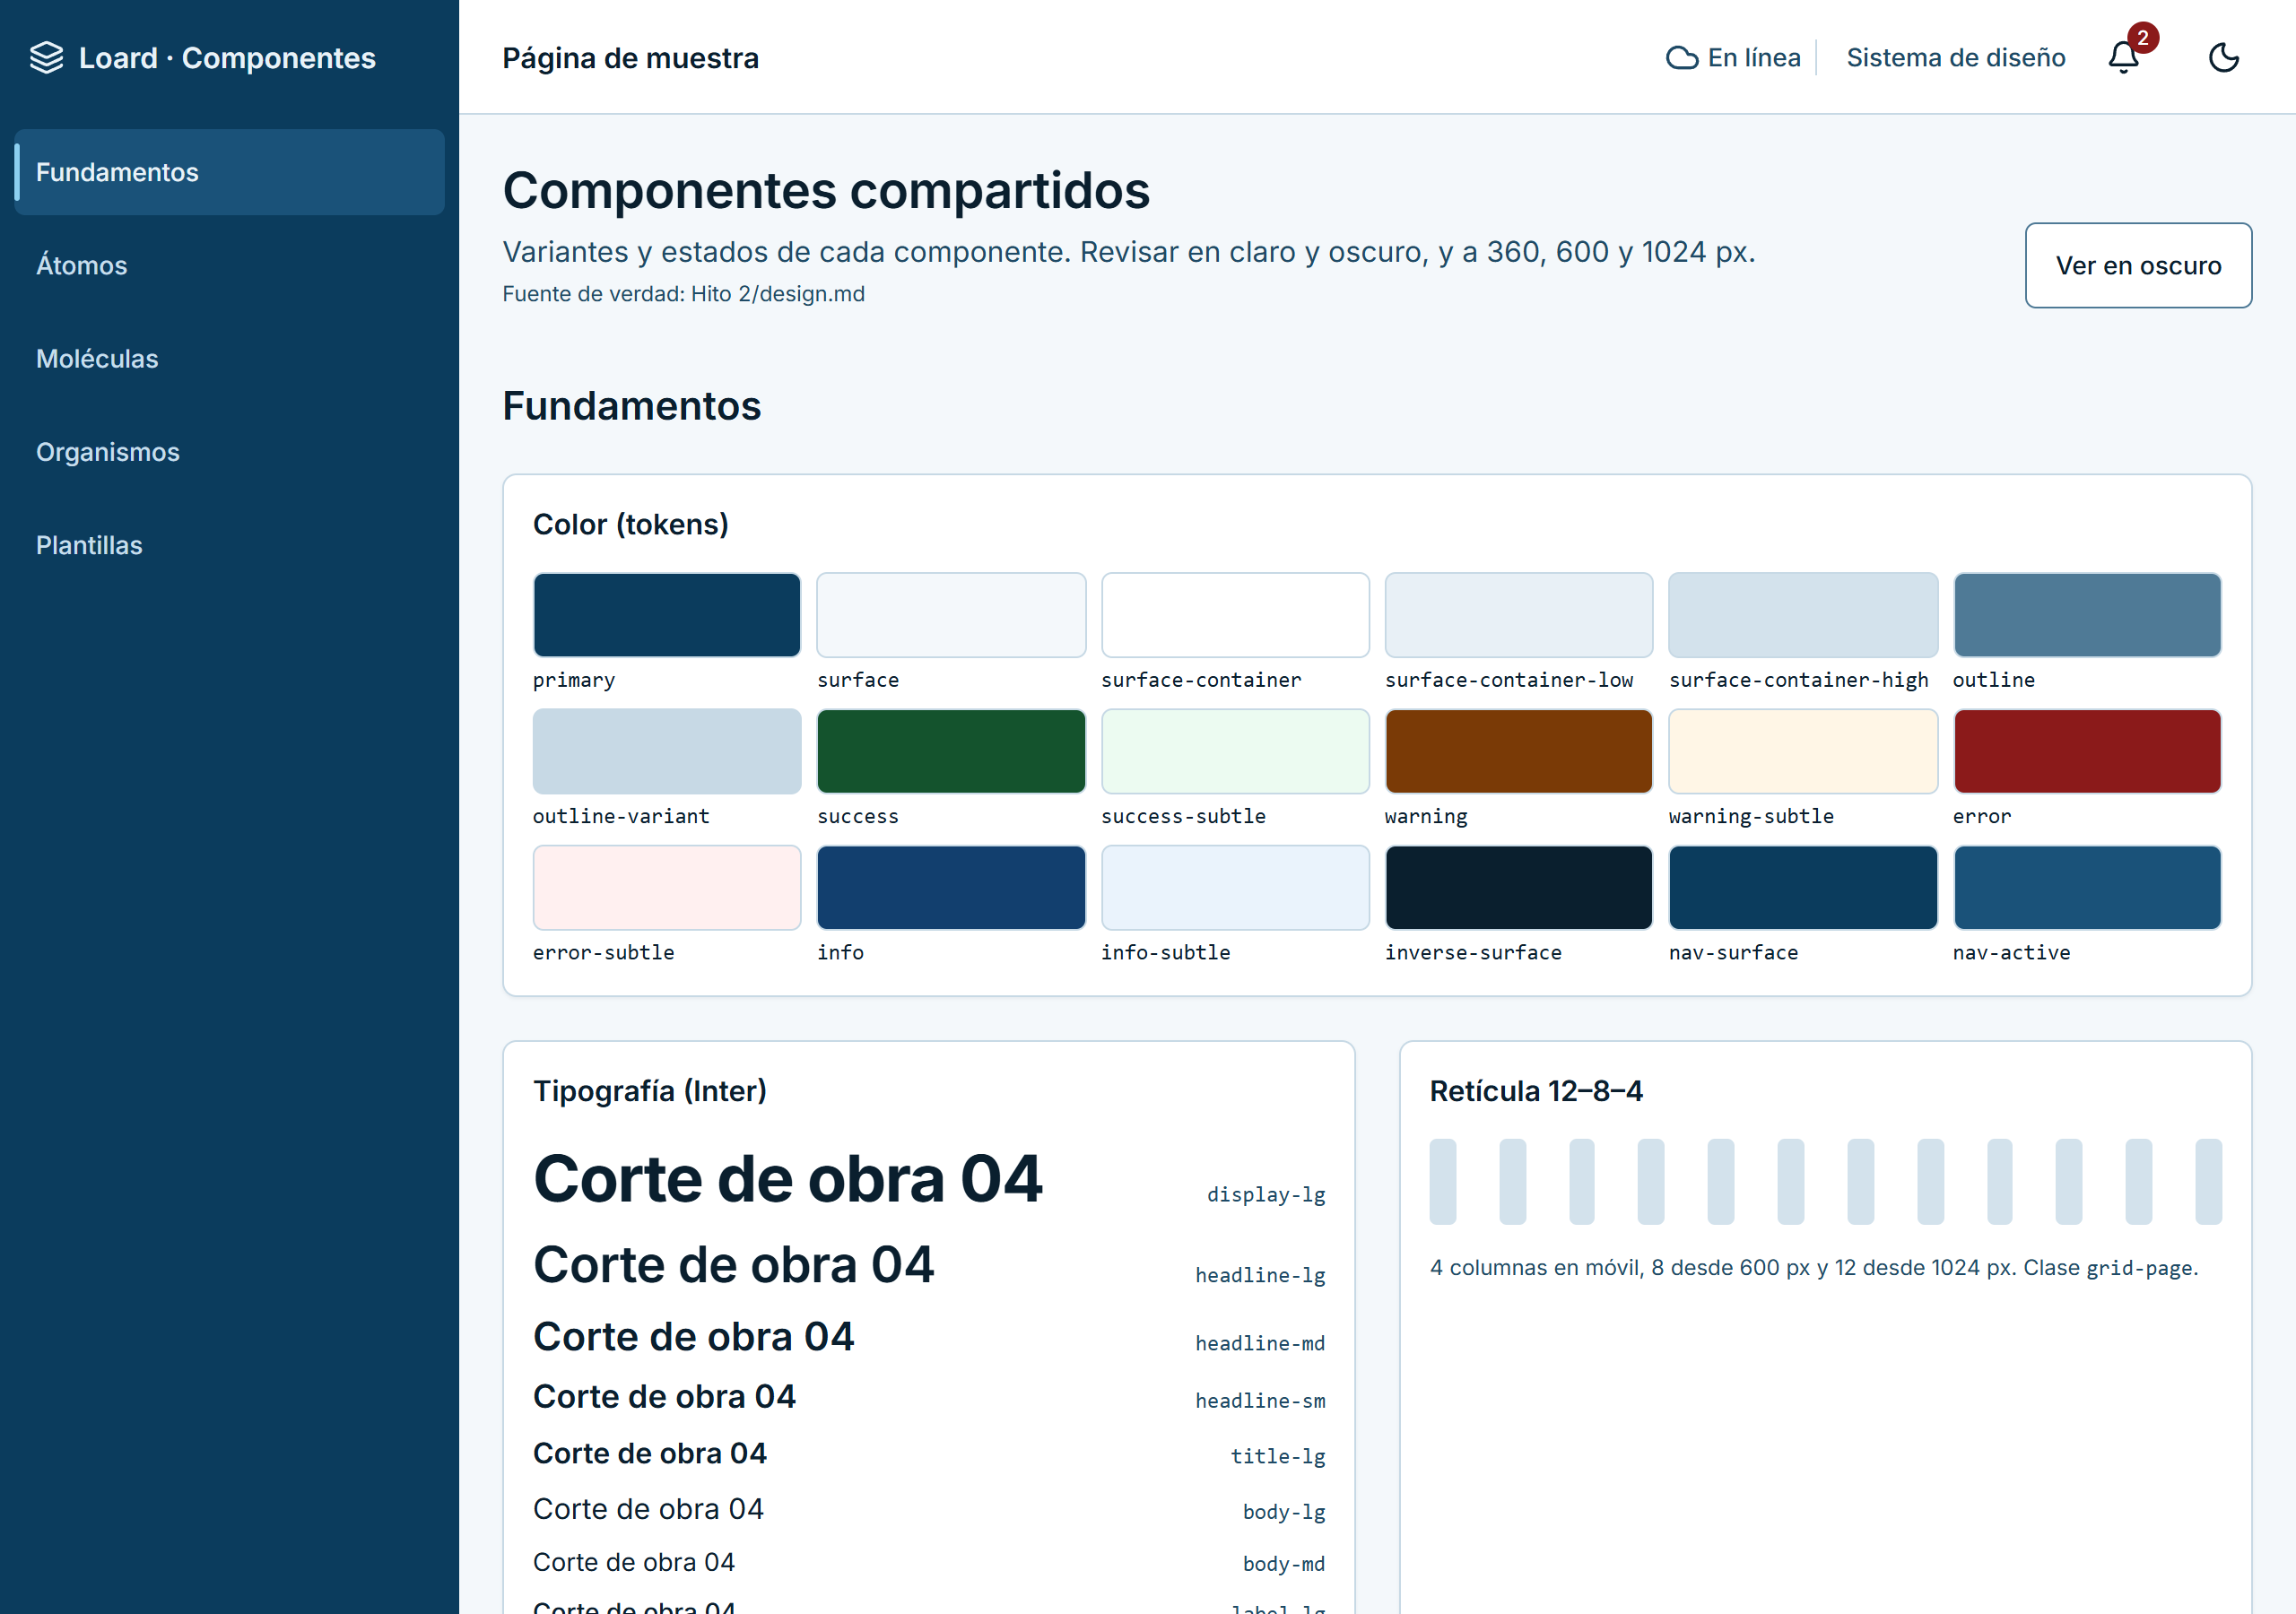 Loard · Componentes
Fundamentos
Átomos
Moléculas
Organismos
Plantillas
Página de muestra
En línea
Sistema de diseño
2
Componentes compartidos
Variantes y estados de cada componente. Revisar en claro y oscuro, y a 360, 600 y 1024 px.
Fuente de verdad: Hito 2/design.md
Ver en oscuro
Fundamentos
Color (tokens)
primary
surface
surface-container
surface-container-low
surface-container-high
outline
outline-variant
success
success-subtle
warning
warning-subtle
error
error-subtle
info
info-subtle
inverse-surface
nav-surface
nav-active
Tipografía (Inter)
Corte de obra 04
display-lg
Corte de obra 04
headline-lg
Corte de obra 04
headline-md
Corte de obra 04
headline-sm
Corte de obra 04
title-lg
Corte de obra 04
body-lg
Corte de obra 04
body-md
Corte de obra 04
label-lg
Retícula 12–8–4
4 columnas en móvil, 8 desde 600 px y 12 desde 1024 px. Clase grid-page.